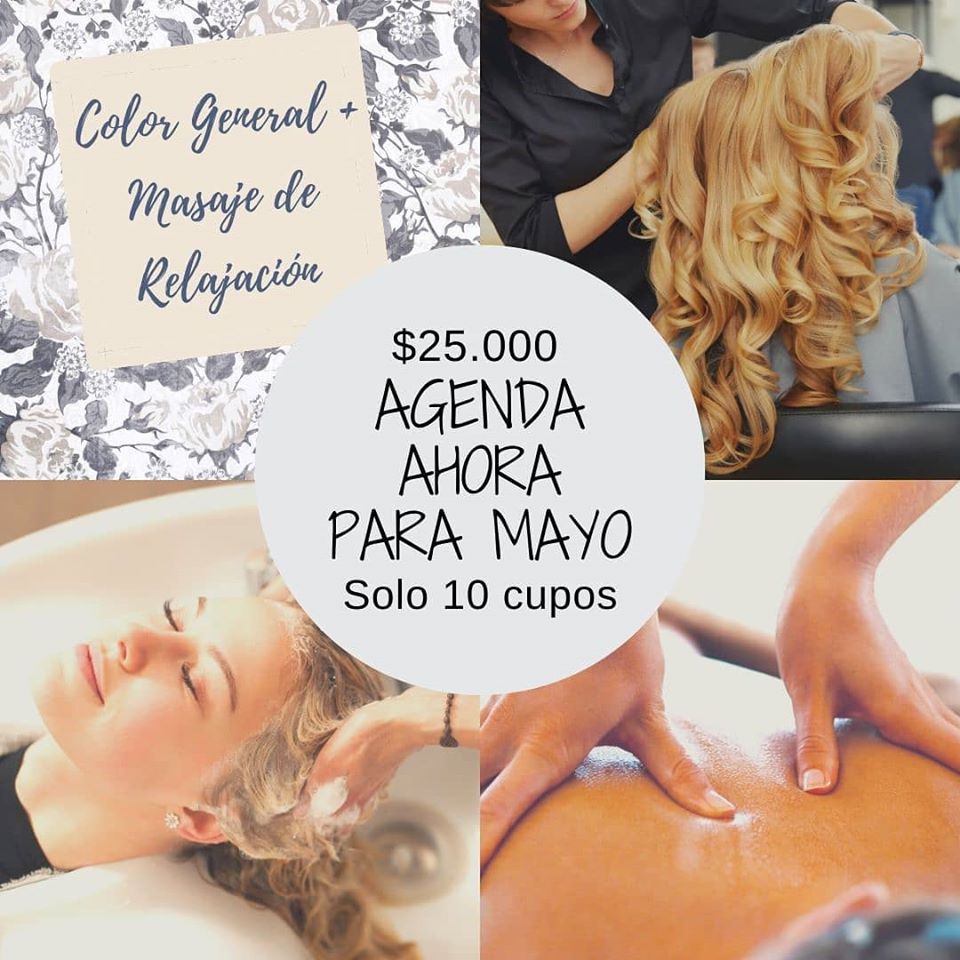 Color General +
Masaje de
Relajación
$25.000
AGENDA
AHORA
PARA MAYO
Solo 10 cupos